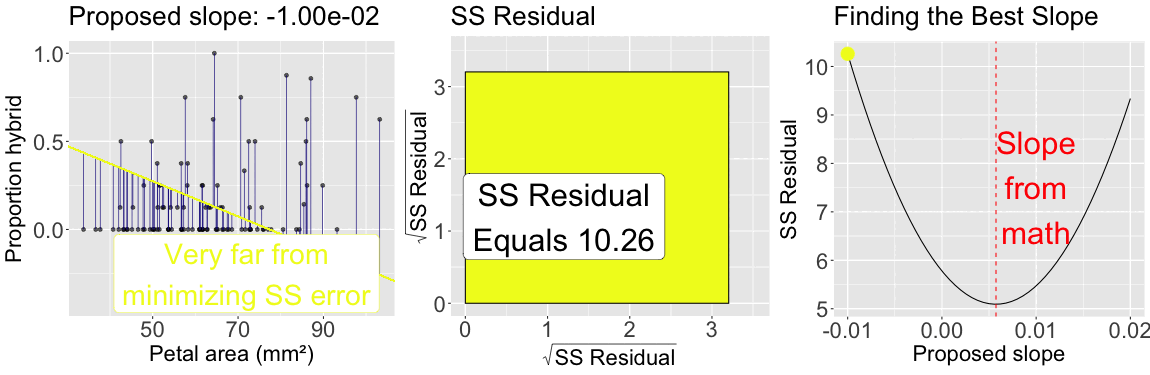 Proposed slope: -1.00e-02
Proportion hybrid
1.0
0.5
0.0
Very far from
minimizing SS error
50 70 90
Petal area (mm²)
SS Residual
√SS Residual
3
2
1
0
SS Residual
Equals 10.26
0 1 2 3
√SS Residual
Finding the Best Slope
SS Residual
10
9
8
7
6
5
Slope
from
math
-0.01 0.00 0.01 0.02
Proposed slope